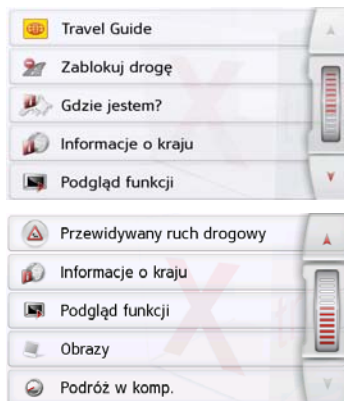 Travel Guide
Zablokuj drogę
Gdzie jestem?
Informacje o kraju
Podgląd funkcji
Przewidywany ruch drogowy
Informacje o kraju
Podgląd funkcji
Obrazy
Podróż w komp.